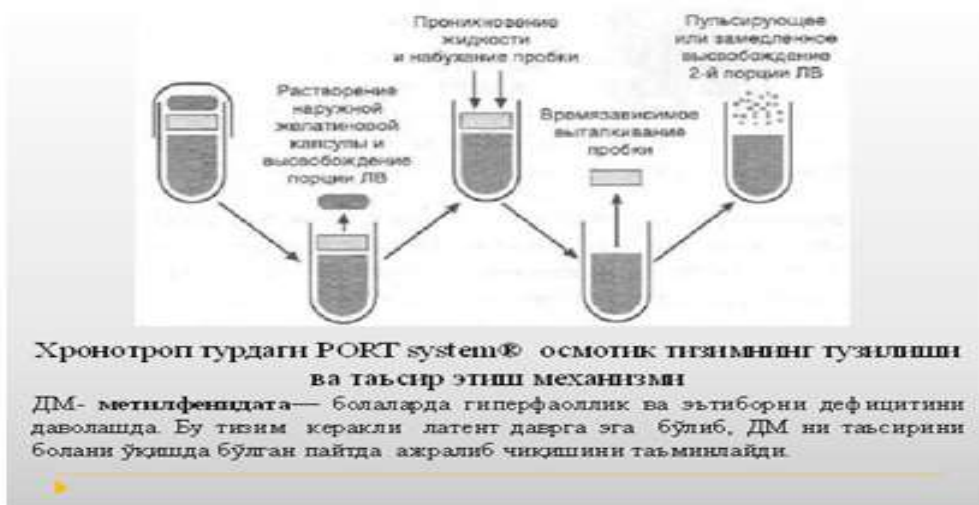 Проникновение
жидкости
и набухание пробки
Пульсирующее
или замедленное
высвобождение
2-й порции ЛВ
Растворение
наружной
желатиновой
капсулы и
высвобождение
порции ЛВ
Времязависимое
выталкивание
пробки
Хронотроп турдаги PORT system® осмотик тизимнинг тузилиши
ва таъсир этиш механизми
ДМ- метилфенидата— болаларда гиперфаоллик ва эътиборни дефицитини
даволашда. Бу тизим керакли латент даврга эга бўлиб, ДМ ни таъсирини
болани ўқишда бўлган пайтда ажралиб чиқишини таъминлайди.